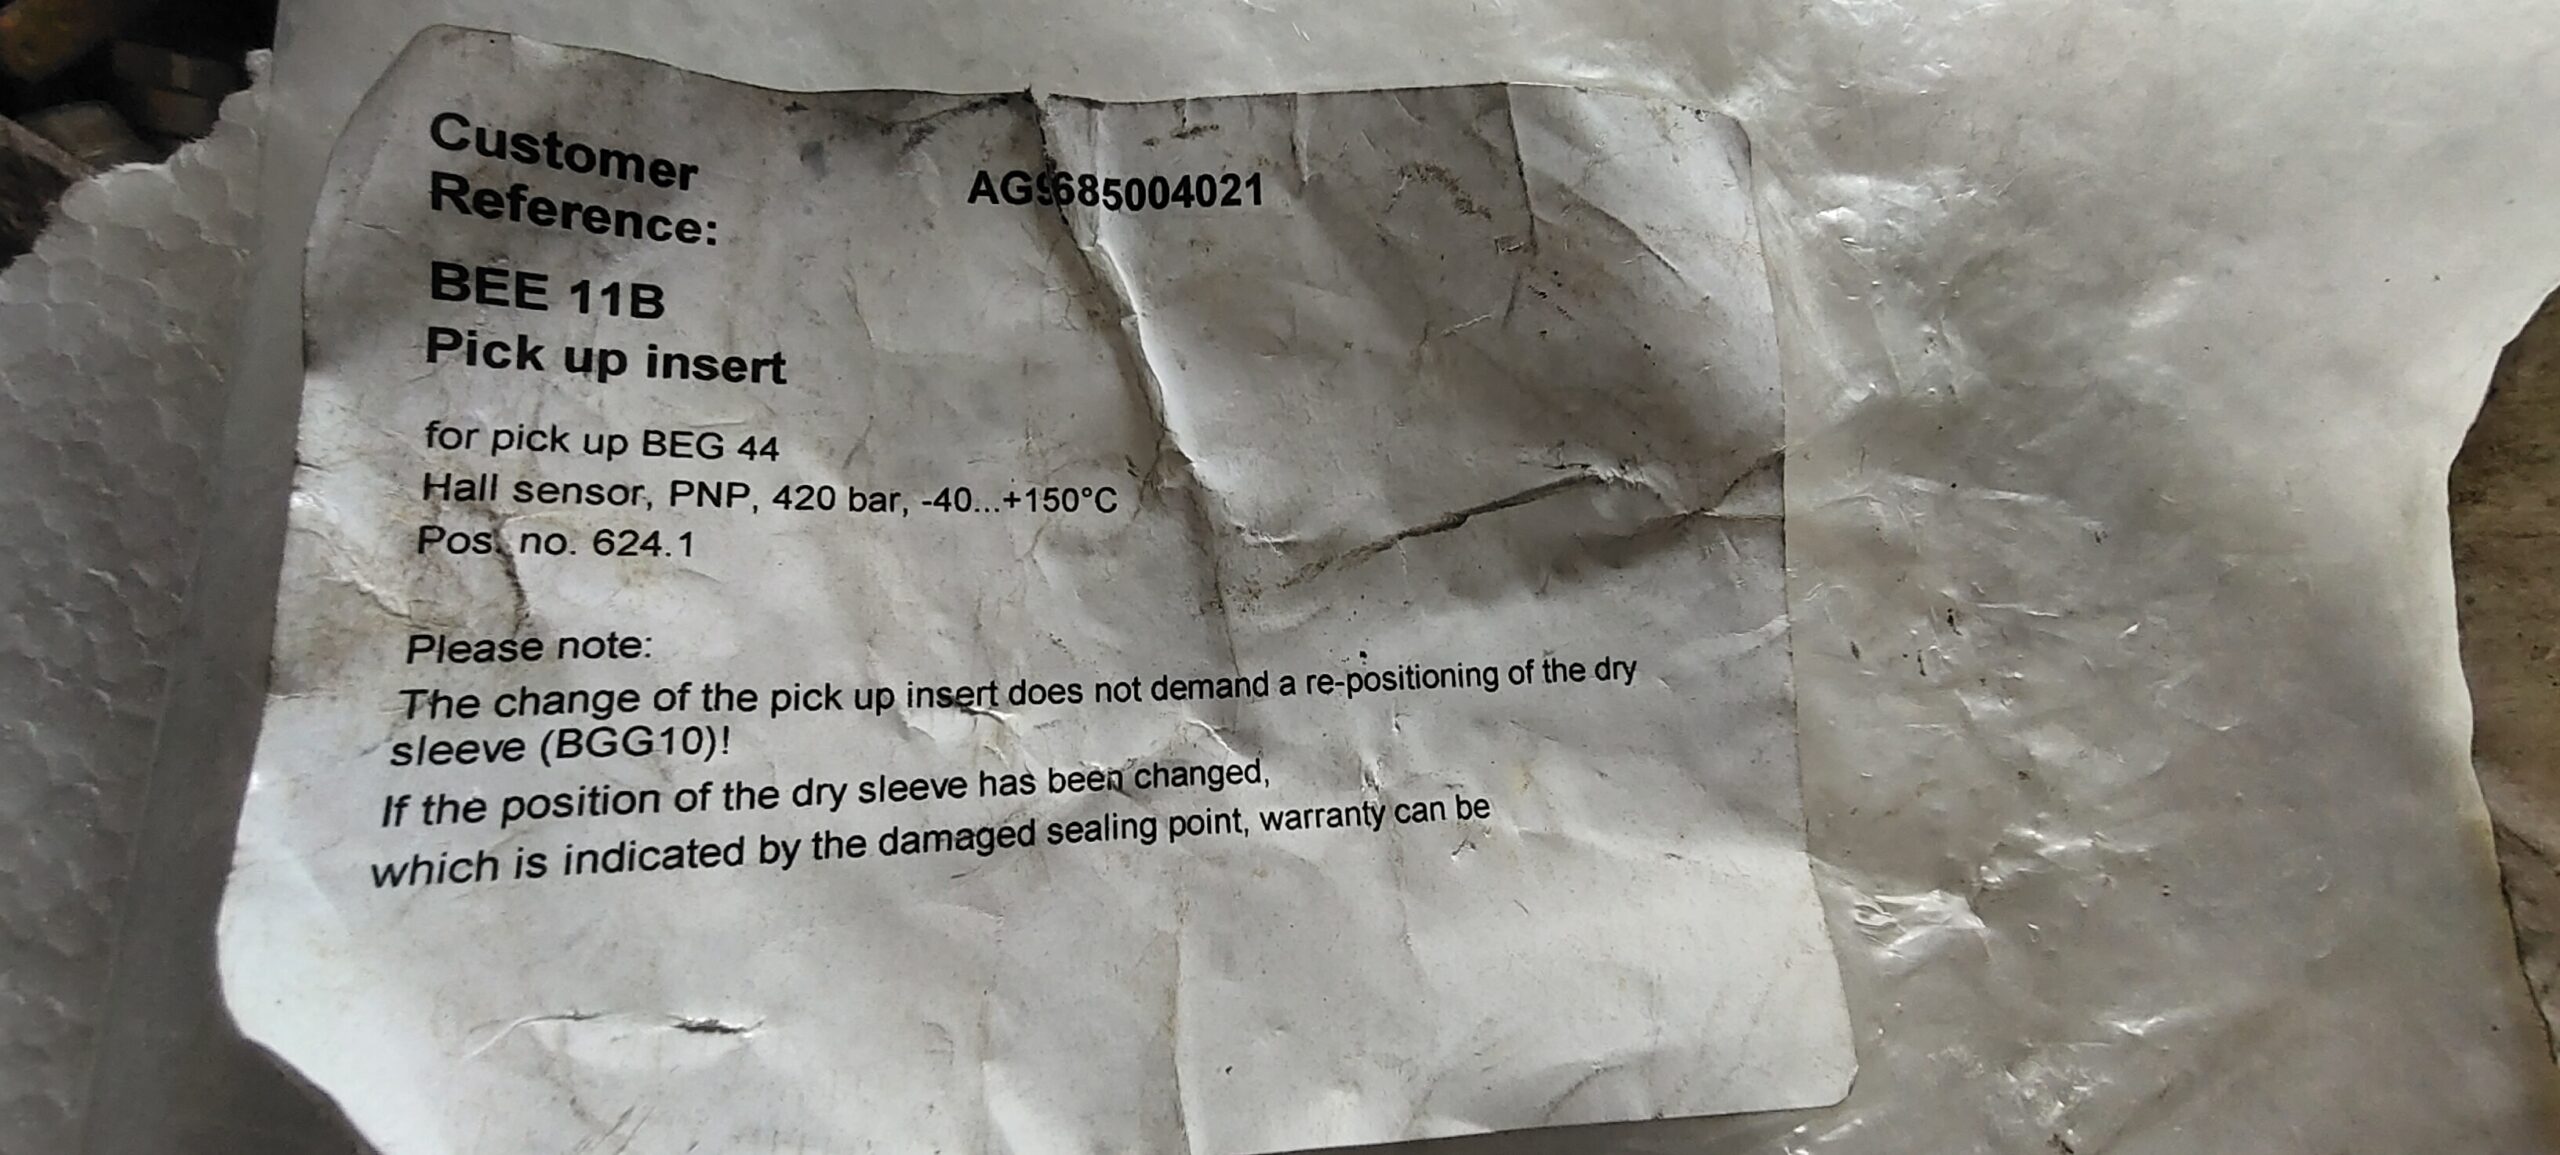 Customer
Reference:
AG9685004021
BEE 11B
Pick up insert
for pick up BEG 44
Hall sensor, PNP, 420 bar, -40...+150°C
Pos. no. 624.1
Please note:
The change of the pick up insert does not demand a re-positioning of the dry
sleeve (BGG10)!
If the position of the dry sleeve has been changed,
which is indicated by the damaged sealing point, warranty can be